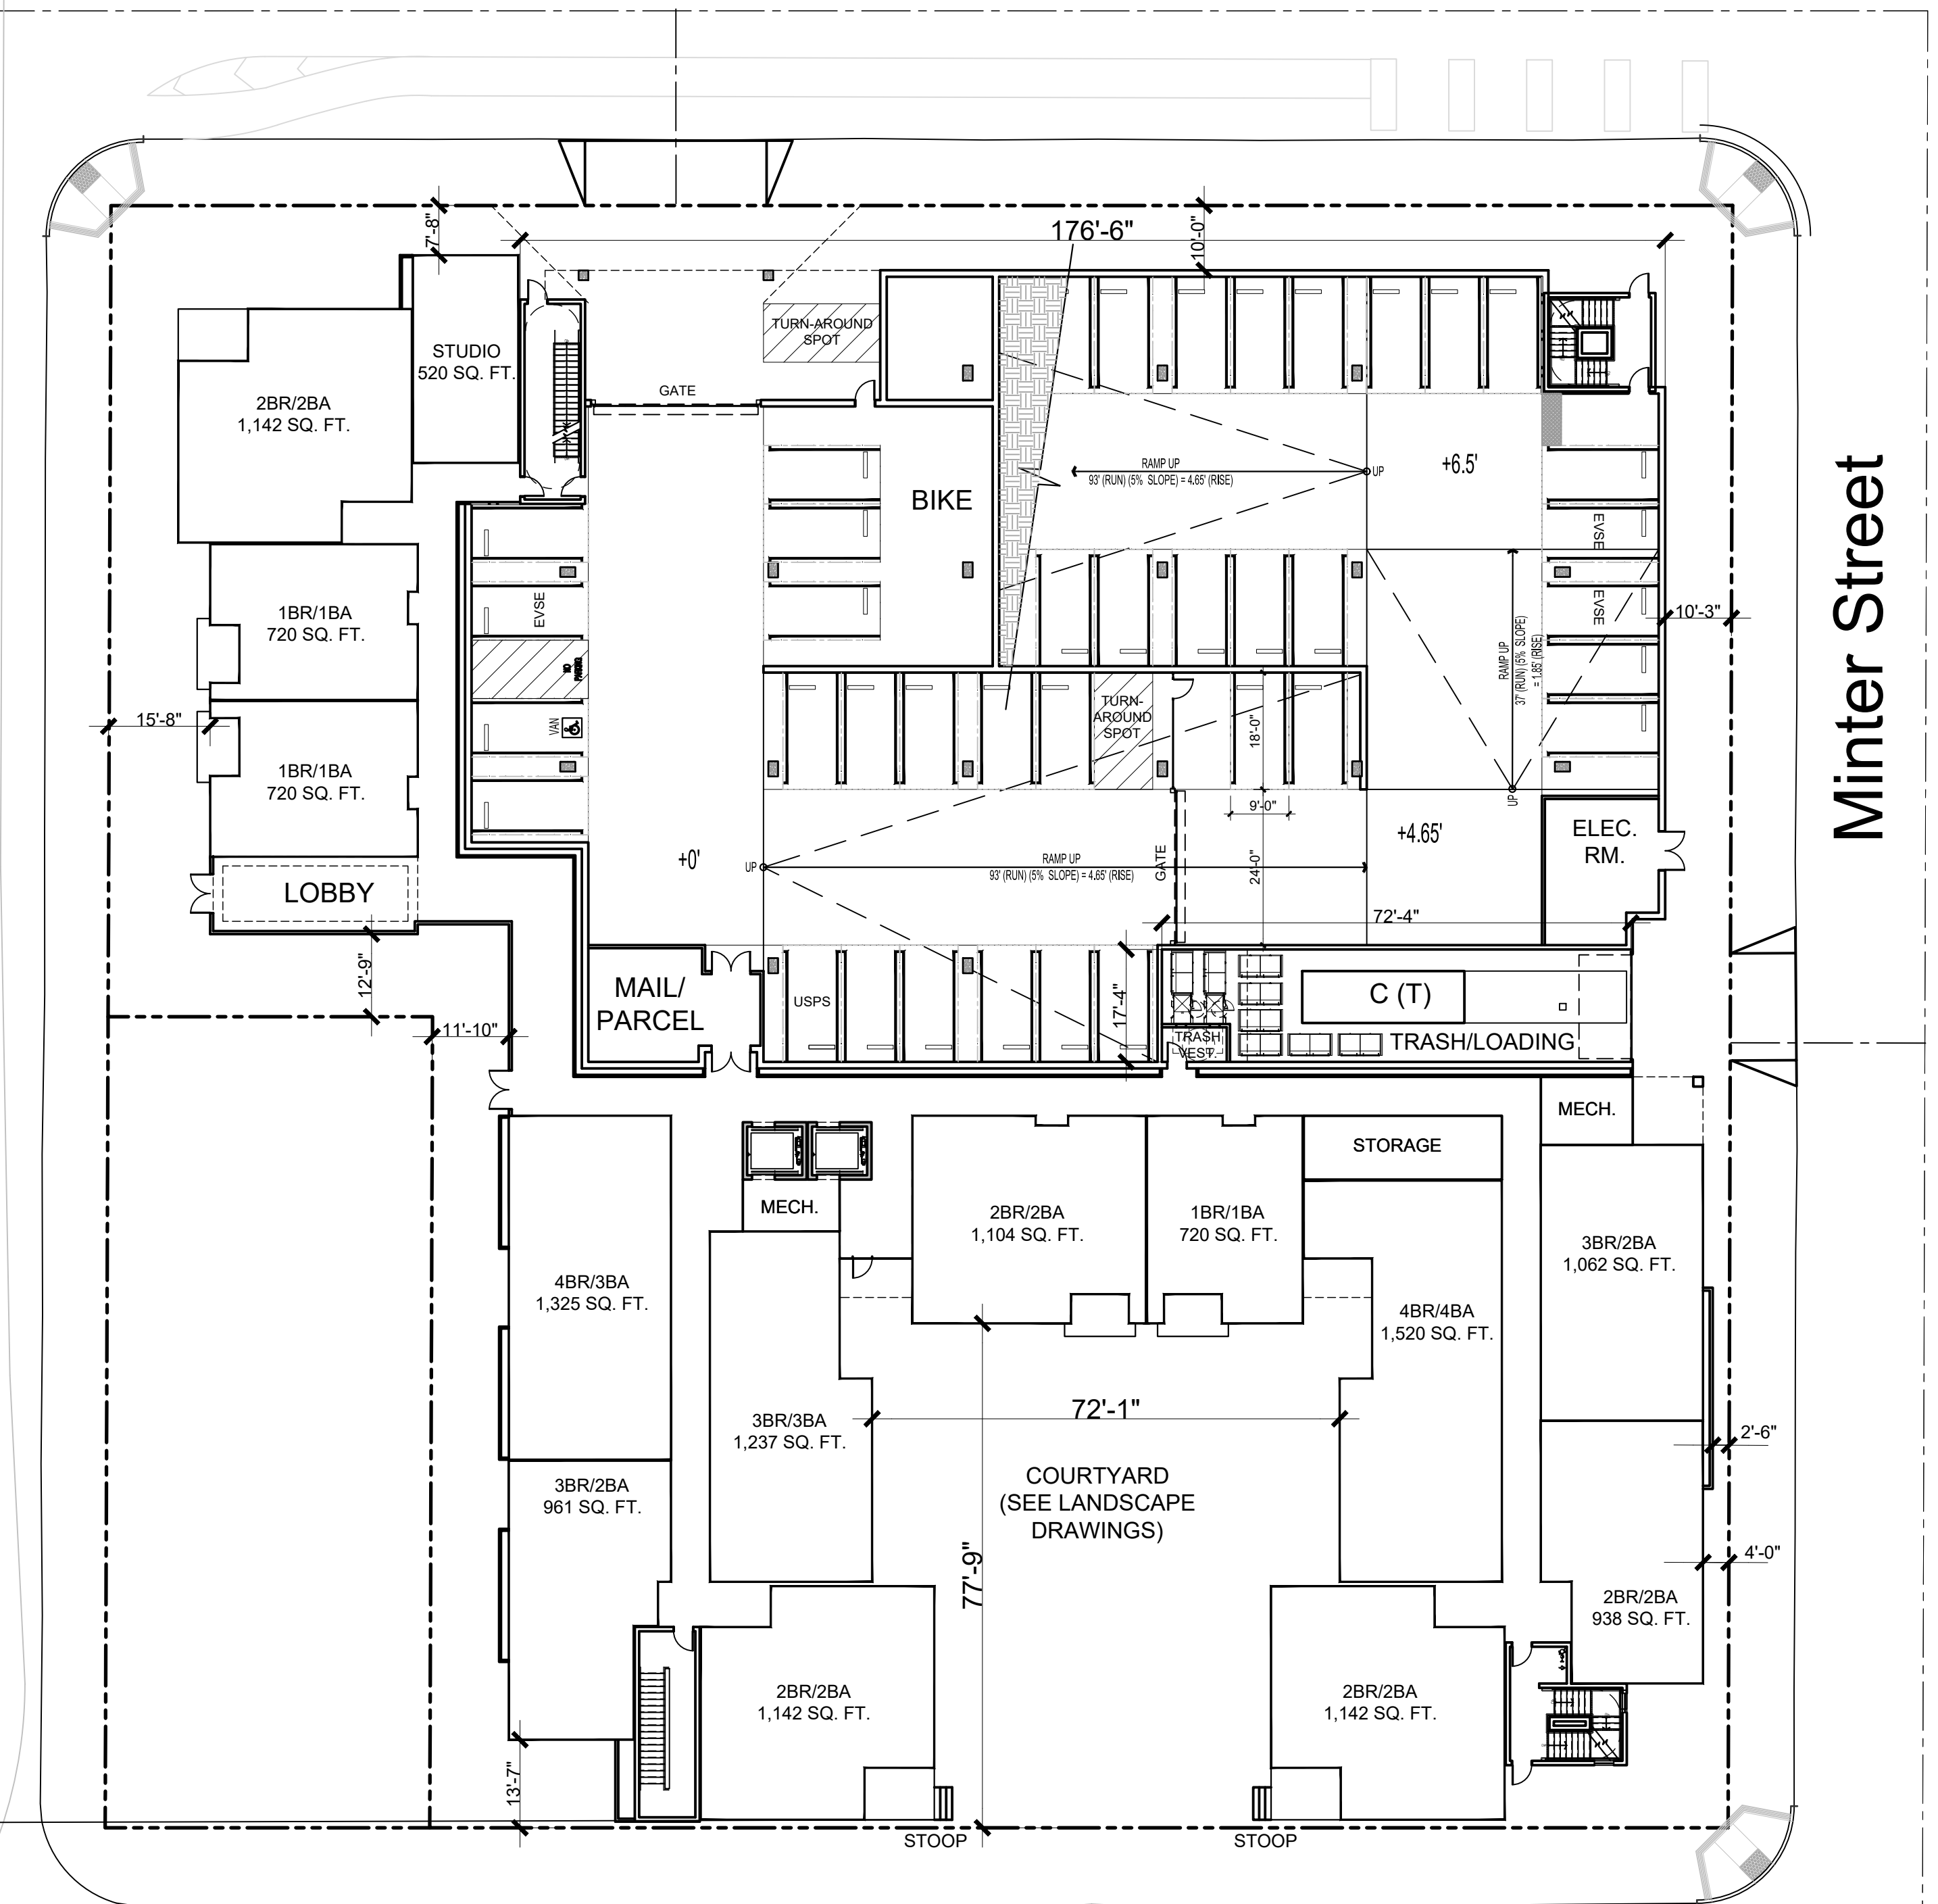 7'-8"
176'-6"
10'-0"
TURN-AROUND
SPOT
STUDIO
520 SQ. FT.
GATE
2BR/2BA
1,142 SQ. FT.
RAMP UP
93' (RUN) (5% SLOPE) = 4.65' (RISE)
UP
+6.5'
BIKE
EVSE
EVSE
EVSE
Minter Street
1BR/1BA
720 SQ. FT.
NO
PARKING
10'-3"
RAMP UP
37' (RUN) (5% SLOPE)
= 1.85' (RISE)
15'-8"
VAN
TURN-
AROUND
SPOT
18'-0"
1BR/1BA
720 SQ. FT.
UP
9'-0"
+0'
UP
RAMP UP
93' (RUN) (5% SLOPE) = 4.65' (RISE)
GATE
24'-0"
+4.65'
ELEC.
RM.
LOBBY
72'-4"
12'-9"
MAIL/
PARCEL
USPS
17'-4"
C (T)
11'-10"
TRASH
VEST.
TRASH/LOADING
MECH.
STORAGE
MECH.
2BR/2BA
1,104 SQ. FT.
1BR/1BA
720 SQ. FT.
3BR/2BA
1,062 SQ. FT.
4BR/3BA
1,325 SQ. FT.
4BR/4BA
1,520 SQ. FT.
72'-1"
3BR/3BA
1,237 SQ. FT.
2'-6"
COURTYARD
(SEE LANDSCAPE
DRAWINGS)
3BR/2BA
961 SQ. FT.
77'-9"
4'-0"
2BR/2BA
938 SQ. FT.
2BR/2BA
1,142 SQ. FT.
2BR/2BA
1,142 SQ. FT.
13'-7"
STOOP
STOOP